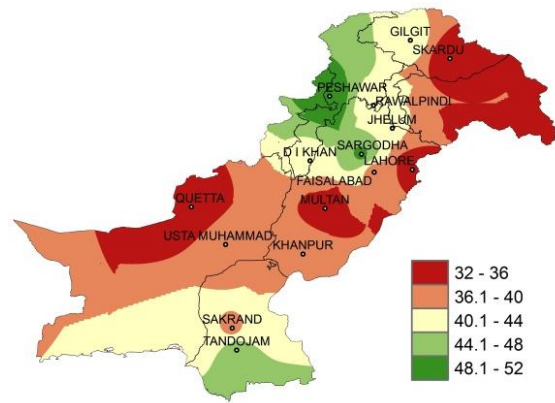 GILGIT
SKARDU
PESHAWAR
RAWALPINDI
JHELUM
SARGODHA
D I KHAN
LAHORE
FAISALABAD
QUETTA
MULTAN
USTA MUHAMMAD
KHANPUR
SAKRAND
TANDOJAM
32 - 36
36.1 - 40
40.1 - 44
44.1 - 48
48.1 - 52